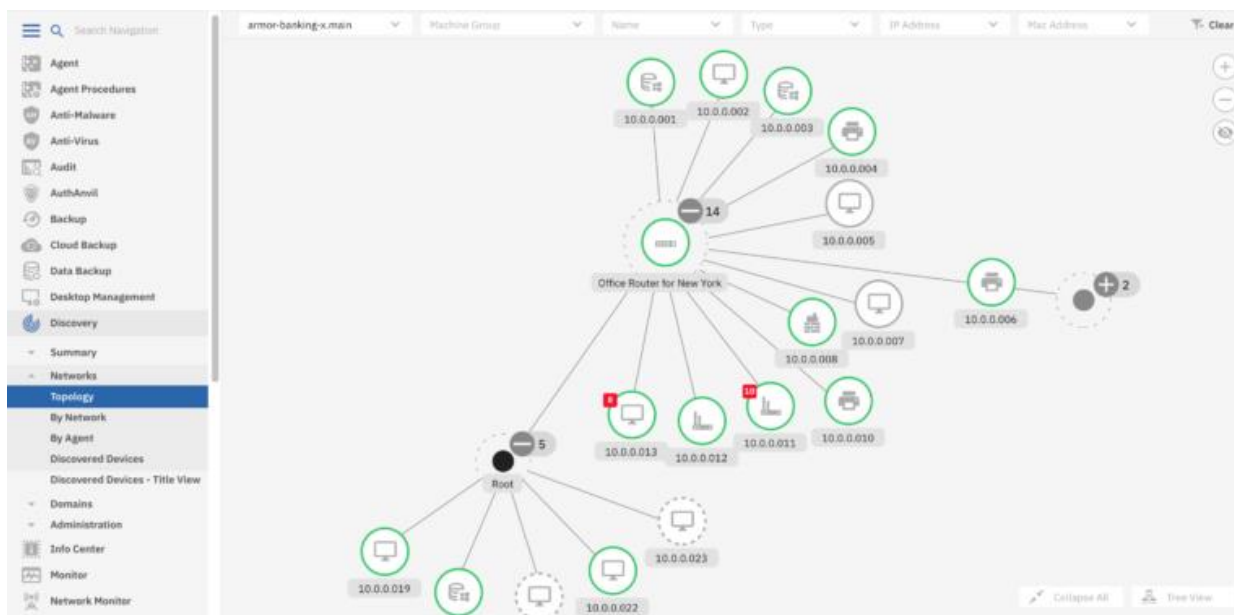 Search Navigation
Agent
Agent Procedures
Anti-Malware
Anti-Virus
Audit
AuthAnvil
Backup
Cloud Backup
Data Backup
Desktop Management
Discovery
Summary
Networks
Topology
By Network
By Agent
Discovered Devices
Discovered Devices - Title View
Domains
Administration
Info Center
Monitor
Network Monitor
armor-banking-x.main Machine Group Name Type IP Address Mac Address Clear
10.0.0.001
10.0.0.002
10.0.0.003
10.0.0.004
14
10.0.0.005
Office Router for New York
2
10.0.0.006
10.0.0.007
10.0.0.008
8
10
10.0.0.013
10.0.0.012
10.0.0.011
10.0.0.010
5
Root
10.0.0.023
10.0.0.019
10.0.0.022
Collapse All Tree View